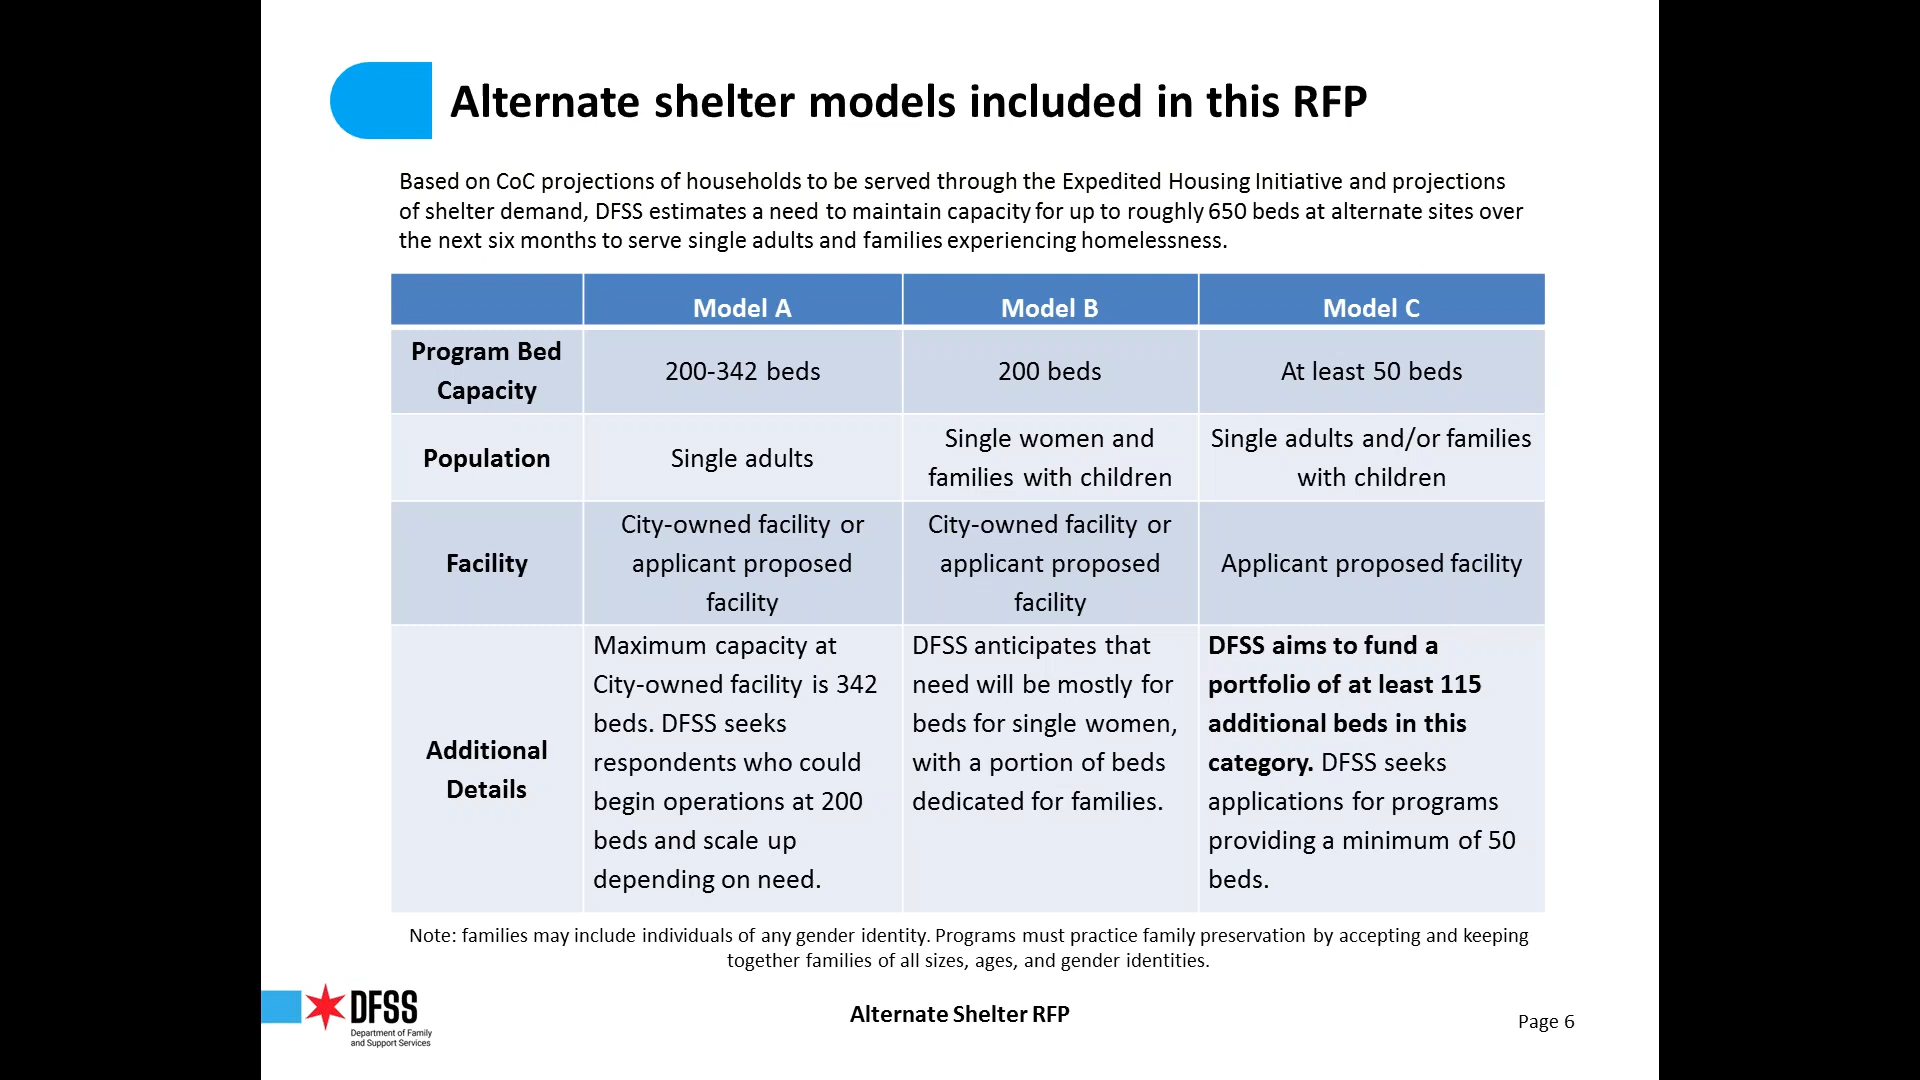 Alternate shelter models included in this RFP
Based on CoC projections of households to be served through the Expedited Housing Initiative and projections
of shelter demand, DFSS estimates a need to maintain capacity for up to roughly 650 beds at alternate sites over
the next six months to serve single adults and families experiencing homelessness.
Model A
Model B
Model C
Program Bed
Capacity
200-342 beds
200 beds
At least 50 beds
Population
Single adults
Single women and
families with children
Single adults and/or families
with children
Facility
City-owned facility or
applicant proposed
facility
City-owned facility or
applicant proposed
facility
Applicant proposed facility
Additional
Details
Maximum capacity at
City-owned facility is 342
beds. DFSS seeks
respondents who could
begin operations at 200
beds and scale up
depending on need.
DFSS anticipates that
need will be mostly for
beds for single women,
with a portion of beds
dedicated for families.
DFSS aims to fund a
portfolio of at least 115
additional beds in this
category. DFSS seeks
applications for programs
providing a minimum of 50
beds.
Note: families may include individuals of any gender identity. Programs must practice family preservation by accepting and keeping
together families of all sizes, ages, and gender identities.
DFSS
Department of Family
and Support Services
Alternate Shelter RFP
Page 6